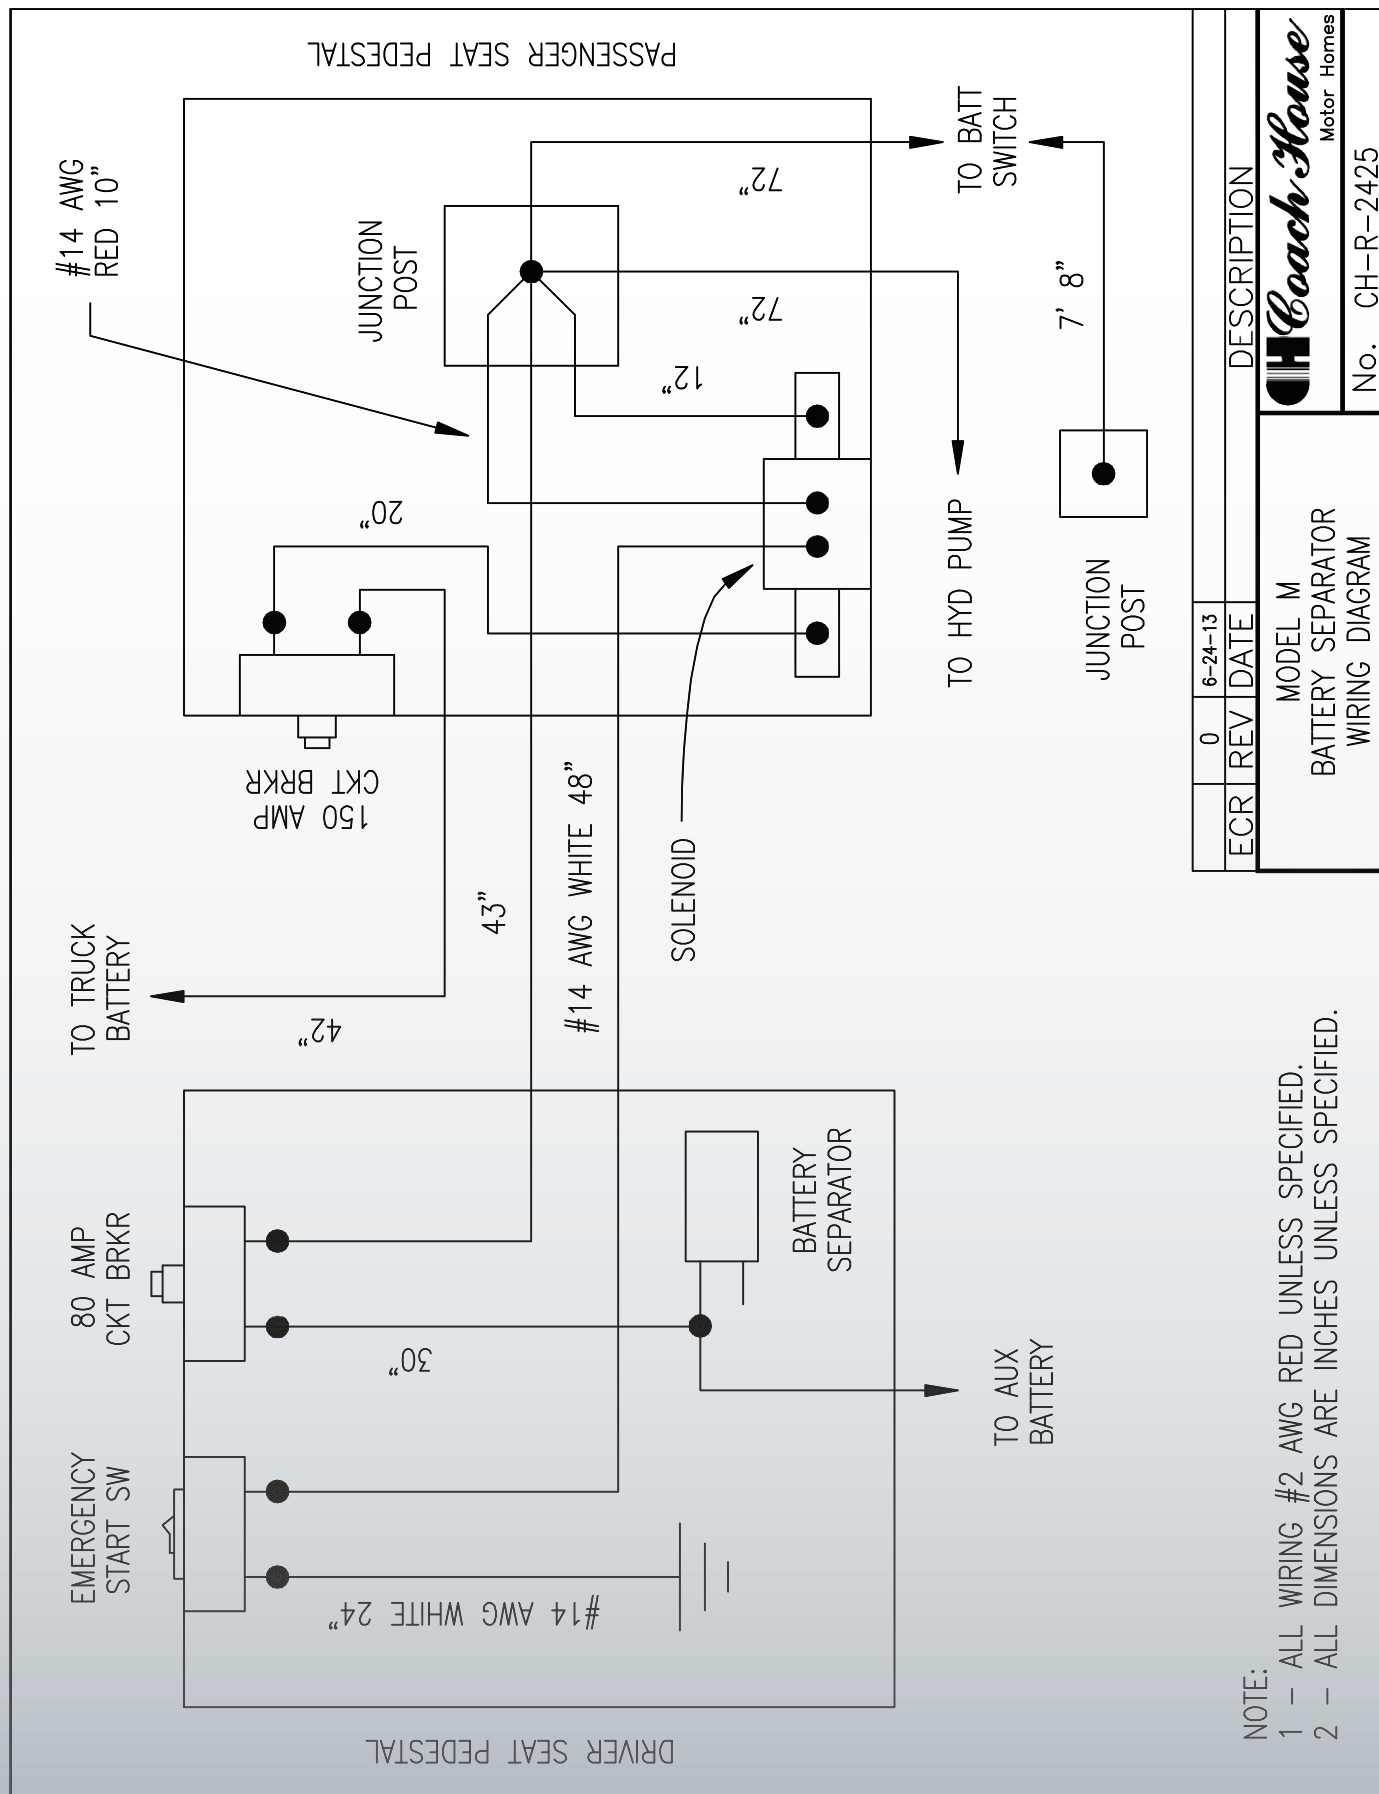 DRIVER SEAT PEDESTAL
EMERGENCY
START SW
#14 AWG WHITE 24"
80 AMP
CKT BRKR
30"
BATTERY
SEPARATOR
TO AUX
BATTERY
TO TRUCK
BATTERY
42"
43"
#14 AWG WHITE 48"
SOLENOID
150 AMP
CKT BRKR
20"
#14 AWG
RED 10"
JUNCTION
POST
12"
72"
72"
PASSENGER SEAT PEDESTAL
TO HYD PUMP
TO BATT
SWITCH
7' 8"
JUNCTION
POST
NOTE:
1 - ALL WIRING #2 AWG RED UNLESS SPECIFIED.
2 - ALL DIMENSIONS ARE INCHES UNLESS SPECIFIED.
0 6-24-13
ECR REV DATE DESCRIPTION
MODEL M
BATTERY SEPARATOR
WIRING DIAGRAM
Coach House
Motor Homes
No. CH-R-2425